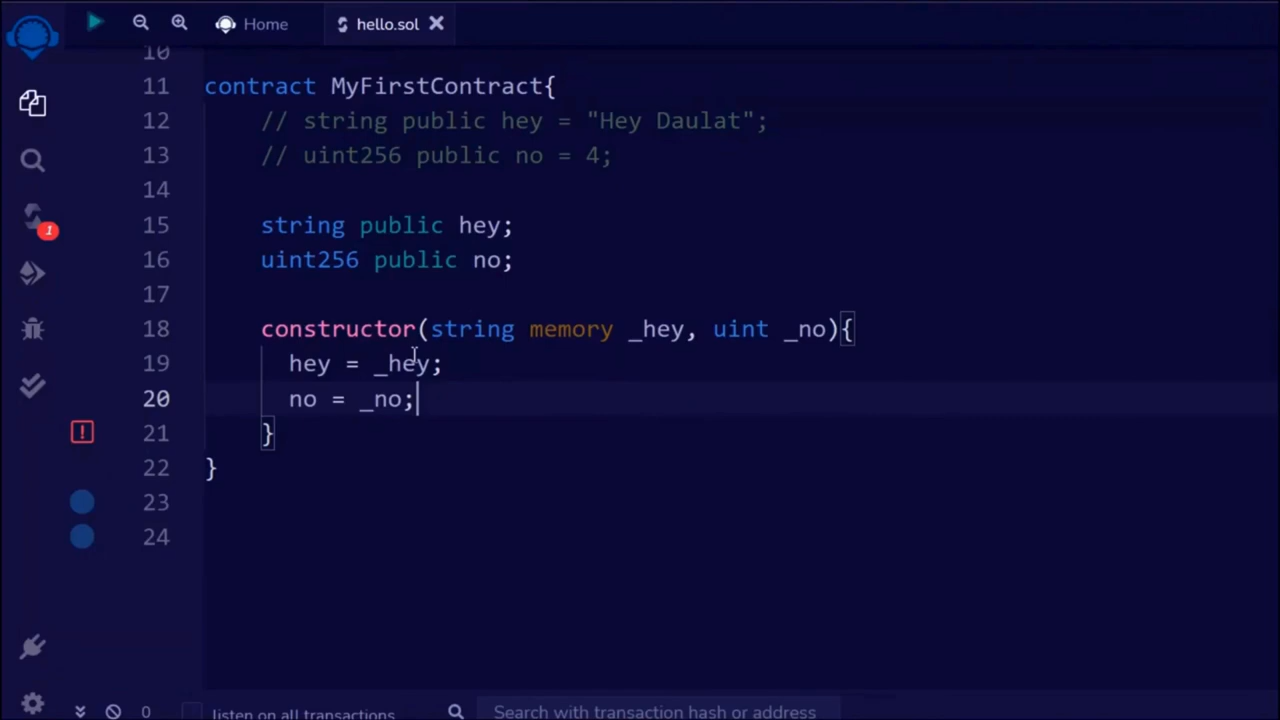 Home
hello.sol
10
11 contract MyFirstContract{
12 // string public hey = "Hey Daulat";
13 // uint256 public no = 4;
14
15 string public hey;
16 uint256 public no;
17
18 constructor(string memory _hey, uint _no){
19 hey = _hey;
20 no = _no;
21 }
22 }
23
24
1
0 listen on all transactions Search with transaction hash or address